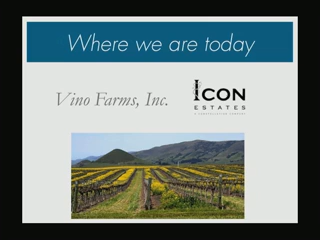 Where we are today
Vino Farms, Inc.
ICON
ESTATES